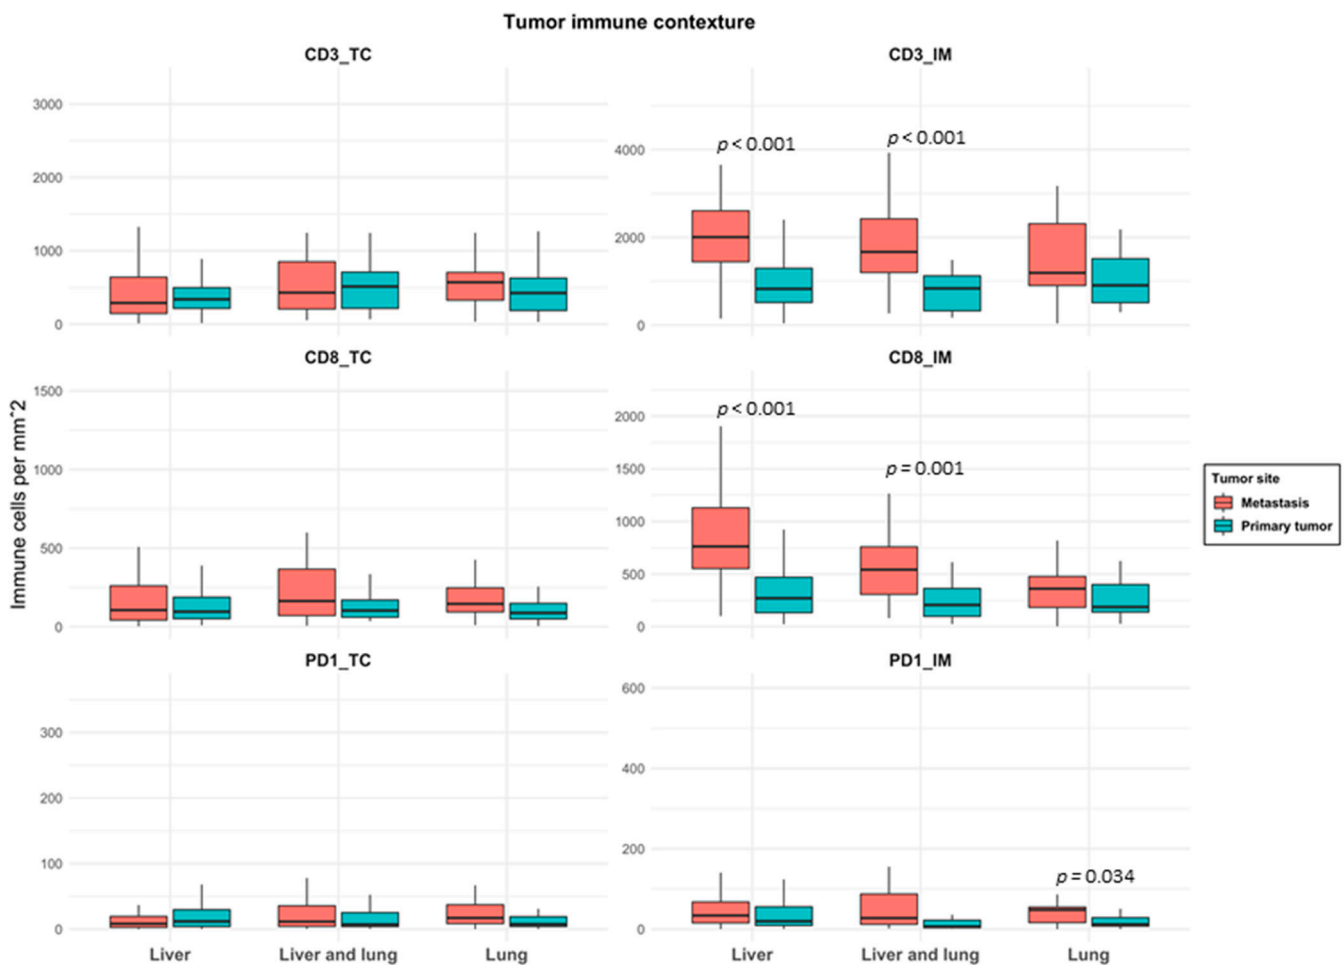 Tumor immune contexture
CD3_TC
CD3_IM
3000
2000
1000
0
4000
2000
0
p < 0.001
p < 0.001
CD8_TC
CD8_IM
1500
1000
500
0
2000
1500
1000
500
0
p < 0.001
p = 0.001
PD1_TC
PD1_IM
300
200
100
0
600
400
200
0
p = 0.034
Liver
Liver and lung
Lung
Liver
Liver and lung
Lung
Immune cells per mm^2
Tumor site
Metastasis
Primary tumor